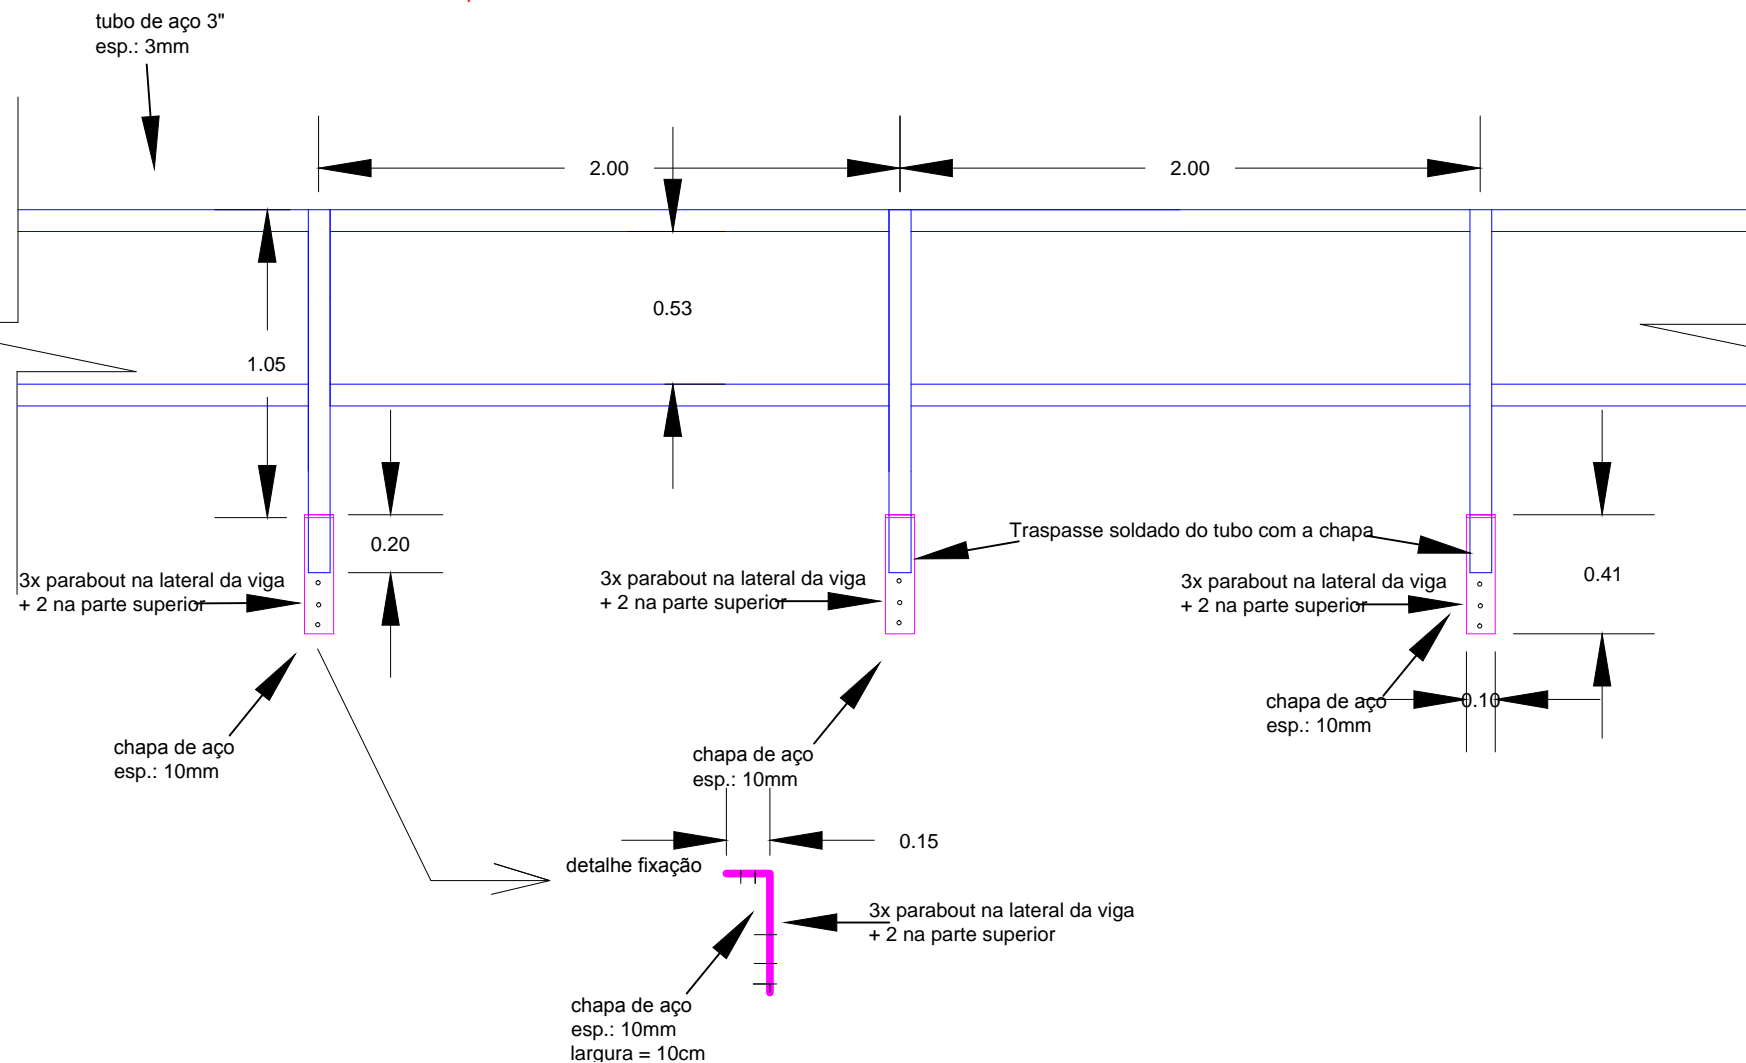 tubo de aço 3"
esp.: 3mm
2.00
2.00
0.53
1.05
0.20
Traspasse soldado do tubo com a chapa
3x parabout na lateral da viga
+ 2 na parte superior
3x parabout na lateral da viga
+ 2 na parte superior
3x parabout na lateral da viga
+ 2 na parte superior
0.41
chapa de aço
esp.: 10mm
chapa de aço
esp.: 10mm
chapa de aço
esp.: 10mm
0.10
0.15
detalhe fixação
3x parabout na lateral da viga
+ 2 na parte superior
chapa de aço
esp.: 10mm
largura = 10cm